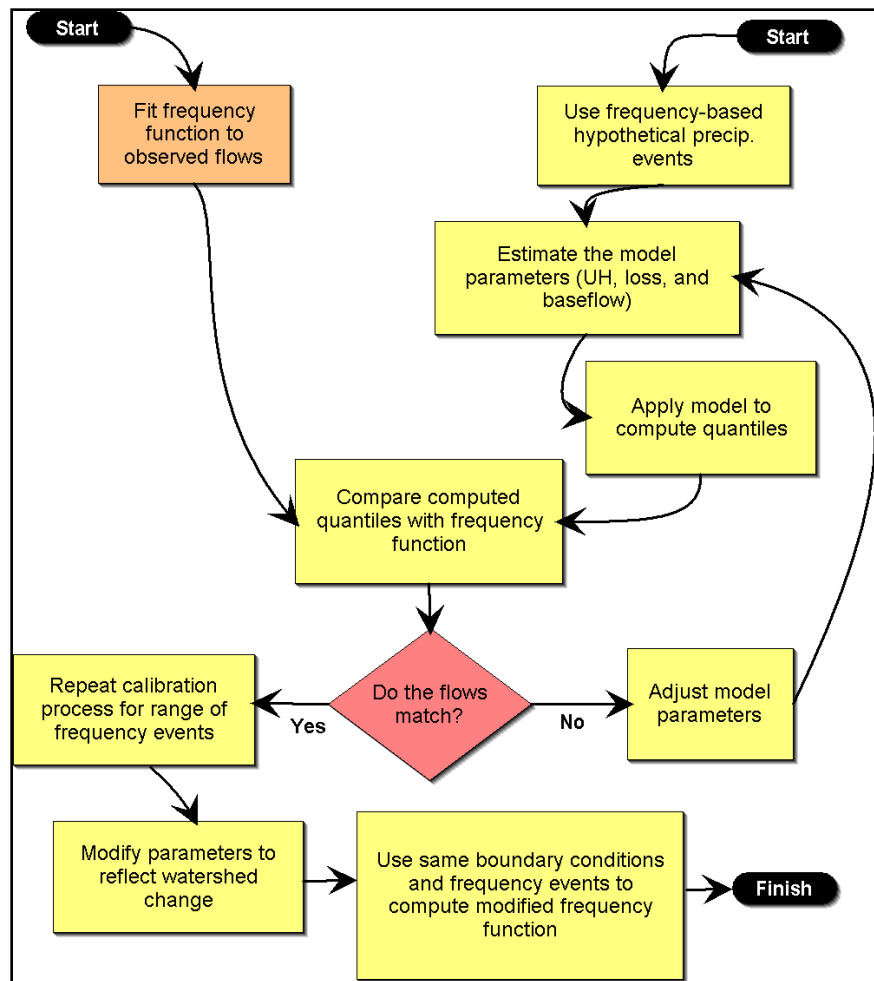 Start
Start
Fit frequency
function to
observed flows
Use frequency-based
hypothetical precip.
events
Estimate the model
parameters (UH, loss, and
baseflow)
Apply model to
compute quantiles
Compare computed
quantiles with frequency
function
Do the flows
match?
Yes
No
Repeat calibration
process for range of
frequency events
Adjust model
parameters
Modify parameters to
reflect watershed
change
Use same boundary conditions
and frequency events to
compute modified frequency
function
Finish